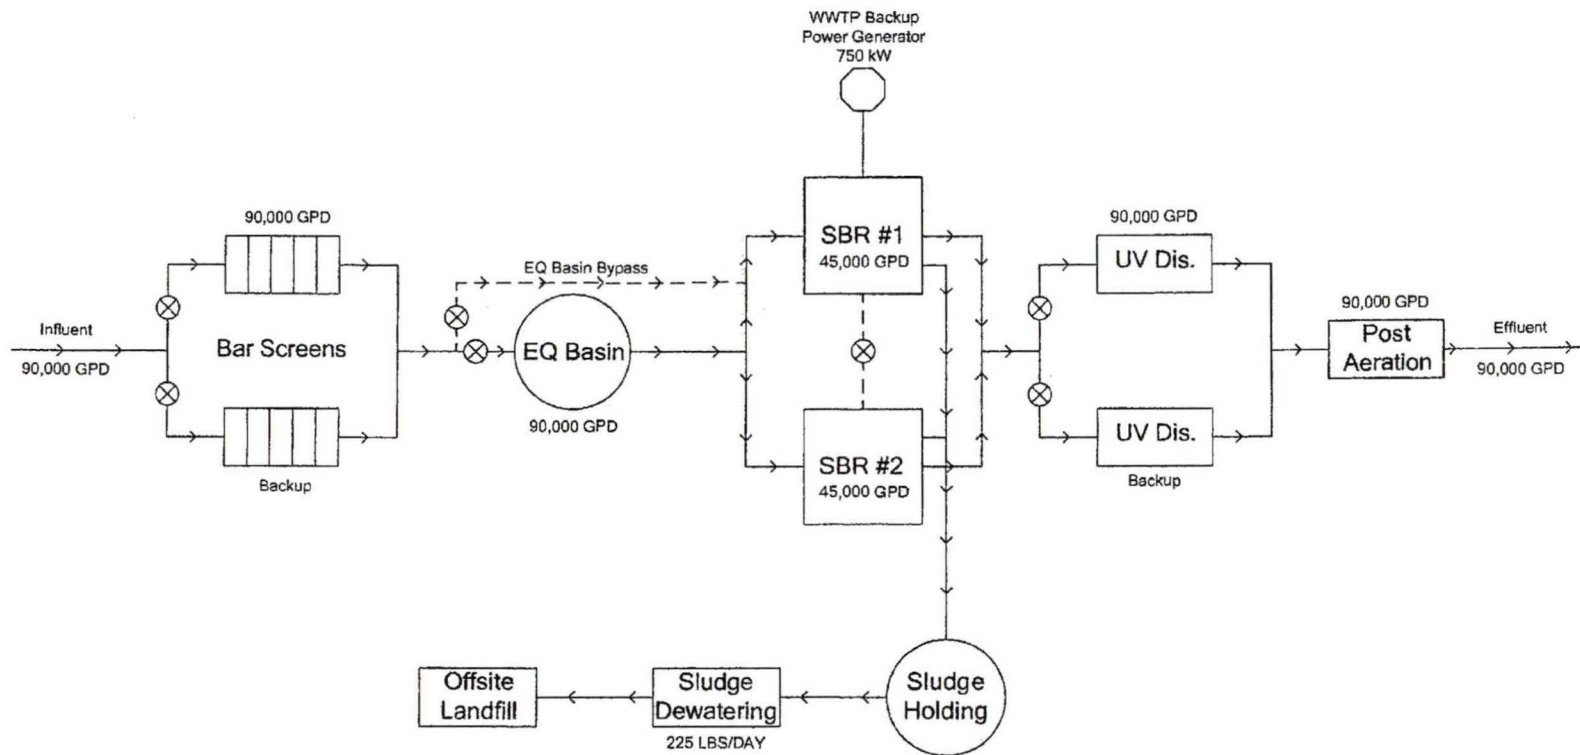 WWTP Backup
Power Generator
750 kW
90,000 GPD
Influent
90,000 GPD
Bar Screens
Backup
EQ Basin Bypass
EQ Basin
90,000 GPD
SBR #1
45,000 GPD
SBR #2
45,000 GPD
90,000 GPD
UV Dis.
UV Dis.
Backup
90,000 GPD
Post
Aeration
Effluent
90,000 GPD
Offsite
Landfill
Sludge
Dewatering
225 LBS/DAY
Sludge
Holding